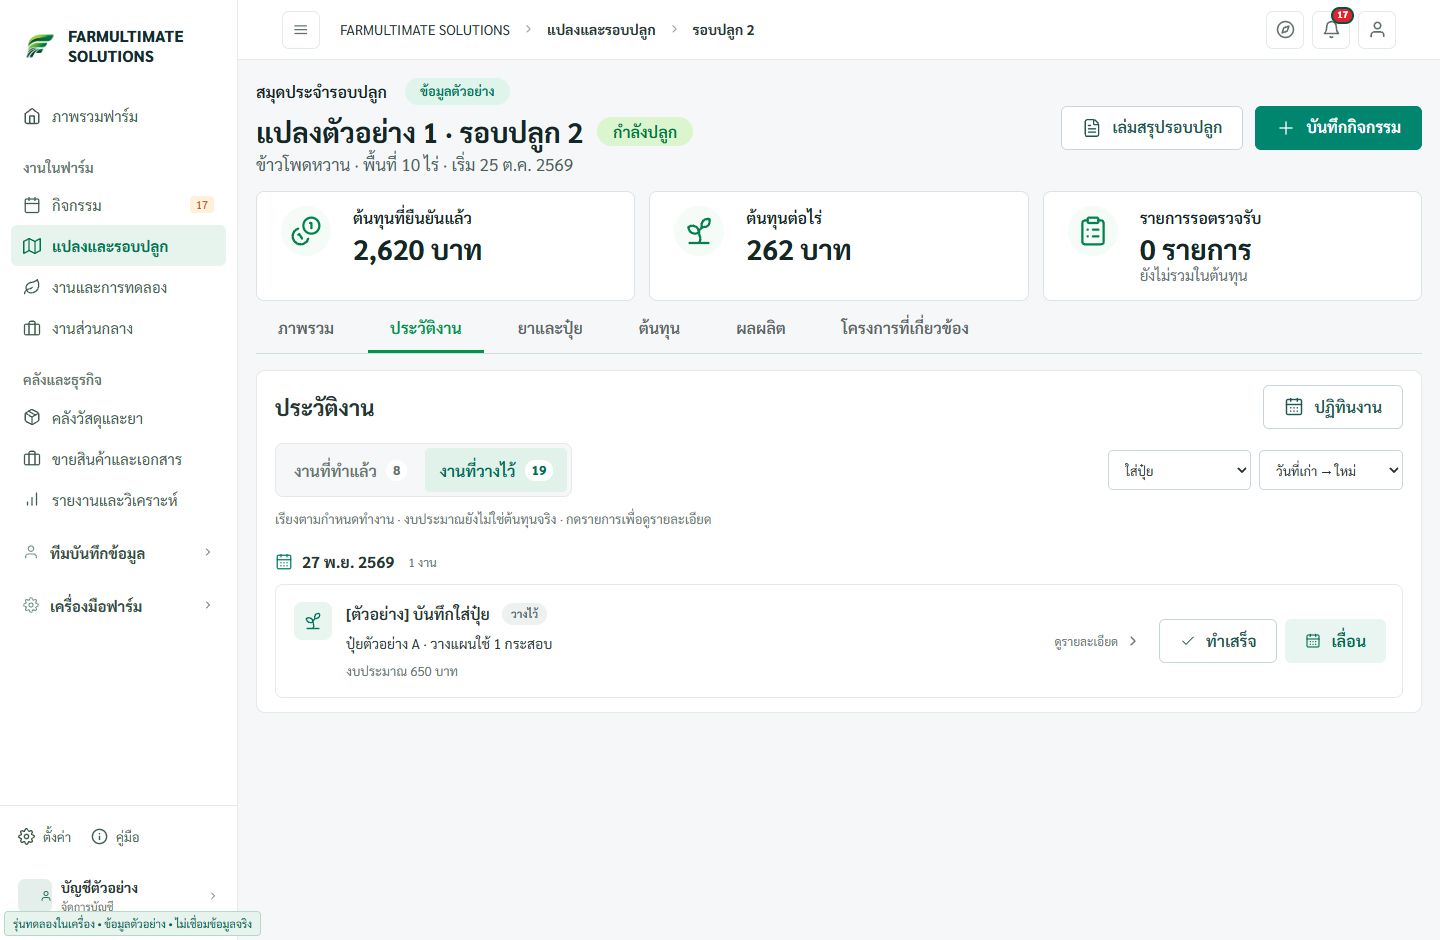 FARMULTIMATE
SOLUTIONS
ภาพรวมฟาร์ม
งานในฟาร์ม
กิจกรรม 17
แปลงและรอบปลูก
งานและการทดลอง
งานส่วนกลาง
คลังและธุรกิจ
คลังวัสดุและยา
ขายสินค้าและเอกสาร
รายงานและวิเคราะห์
ทีมบันทึกข้อมูล
เครื่องมือฟาร์ม
ตั้งค่า คู่มือ
บัญชีตัวอย่าง
จัดการบัญชี
รุ่นทดลองในเครื่อง • ข้อมูลตัวอย่าง • ไม่เชื่อมข้อมูลจริง
FARMULTIMATE SOLUTIONS > แปลงและรอบปลูก > รอบปลูก 2
17
สมุดประจำรอบปลูก ข้อมูลตัวอย่าง
แปลงตัวอย่าง 1 · รอบปลูก 2 กำลังปลูก
ข้าวโพดหวาน · พื้นที่ 10 ไร่ · เริ่ม 25 ต.ค. 2569
เล่มสรุปรอบปลูก
บันทึกกิจกรรม
ต้นทุนที่ยืนยันแล้ว
2,620 บาท
ต้นทุนต่อไร่
262 บาท
รายการรอตรวจรับ
0 รายการ
ยังไม่รวมในต้นทุน
ภาพรวม ประวัติงาน ยาและปุ๋ย ต้นทุน ผลผลิต โครงการที่เกี่ยวข้อง
ประวัติงาน
ปฏิทินงาน
งานที่ทำแล้ว 8 งานที่วางไว้ 19
ใส่ปุ๋ย
วันที่เก่า → ใหม่
เรียงตามกำหนดทำงาน · งบประมาณยังไม่ใช่ต้นทุนจริง · กดรายการเพื่อดูรายละเอียด
27 พ.ย. 2569 1 งาน
[ตัวอย่าง] บันทึกใส่ปุ๋ย วางไว้
ปุ๋ยตัวอย่าง A · วางแผนใช้ 1 กระสอบ
งบประมาณ 650 บาท
ดูรายละเอียด
ทำเสร็จ
เลื่อน